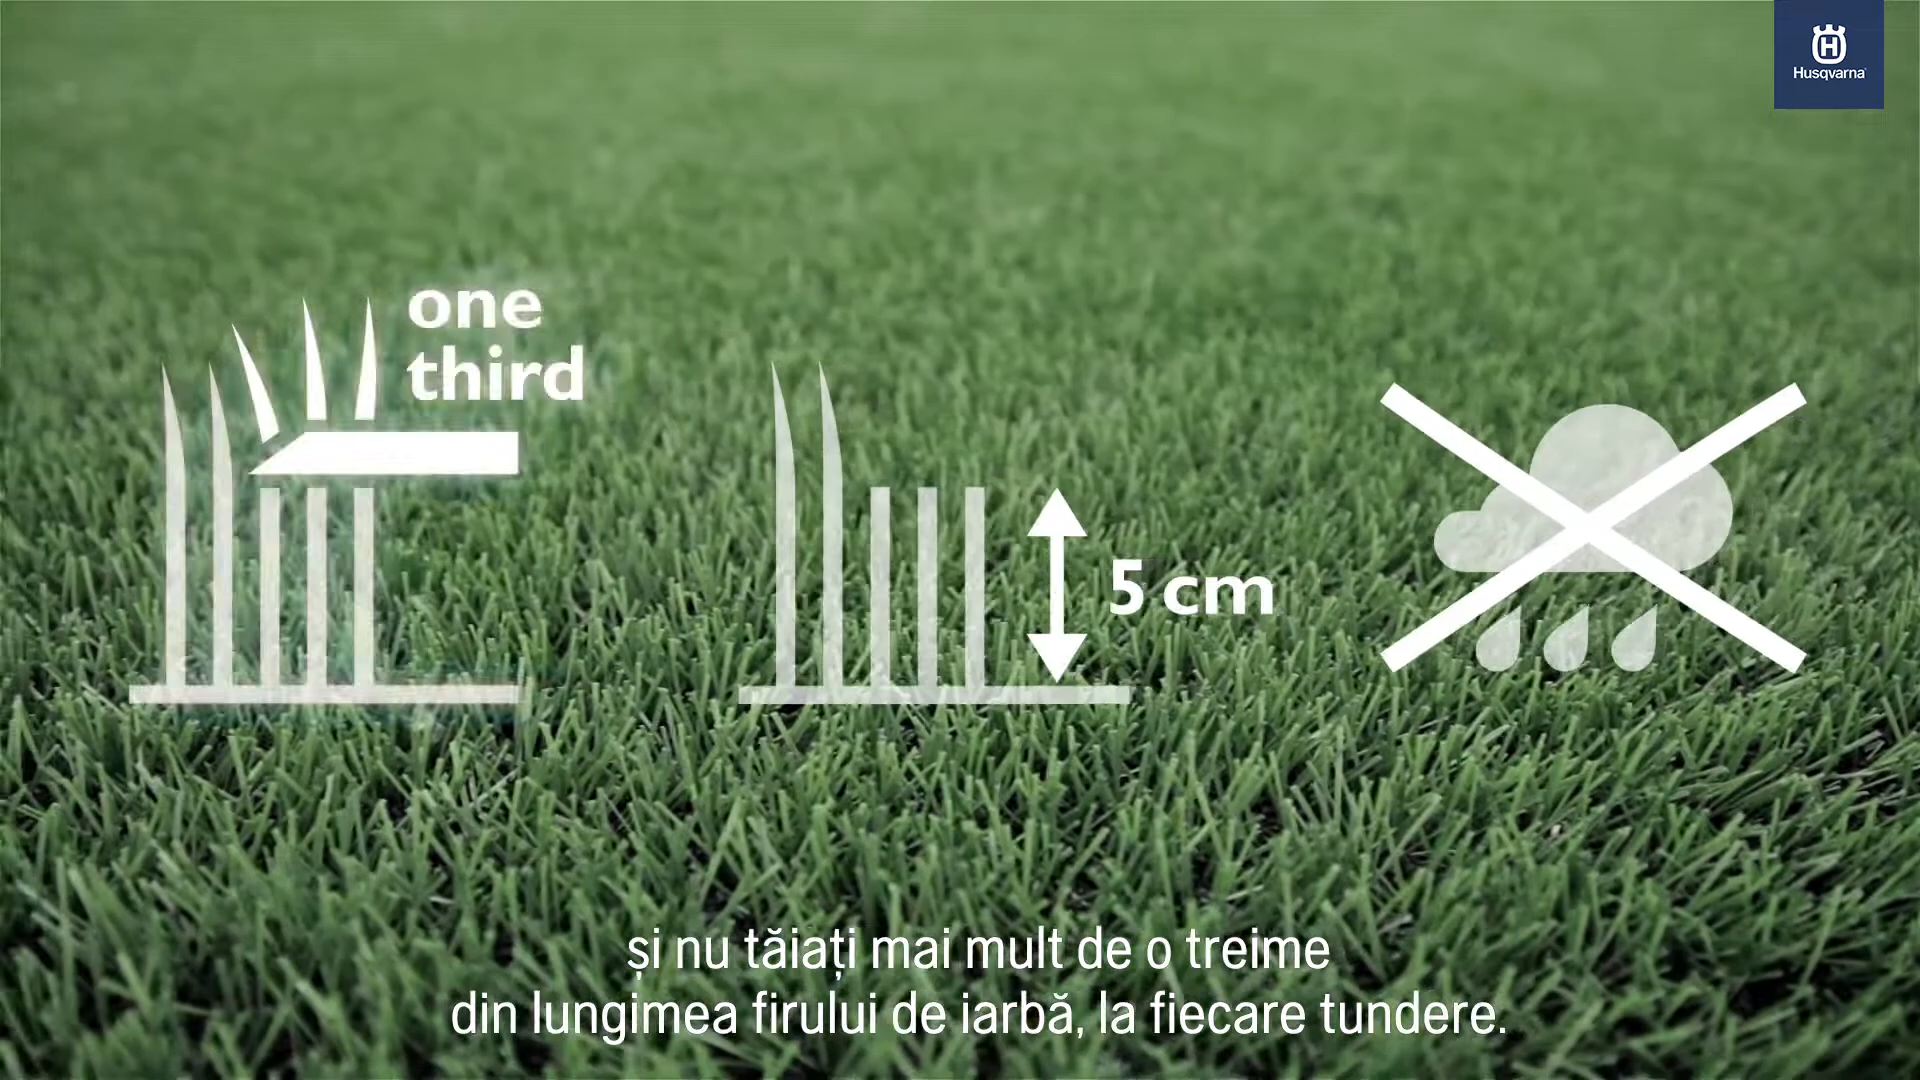 Husqvarna
one
third
5 cm
și nu tăiați mai mult de o treime
din lungimea firului de iarbă, la fiecare tundere.